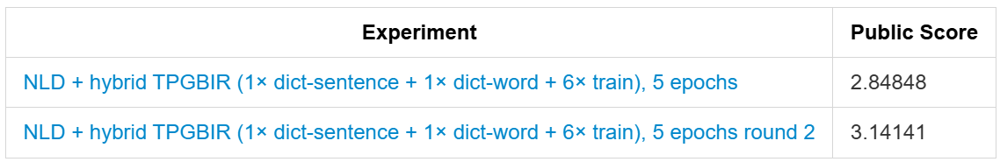 Experiment Public Score
NLD + hybrid TPGBIR (1× dict-sentence + 1× dict-word + 6× train), 5 epochs 2.84848
NLD + hybrid TPGBIR (1× dict-sentence + 1× dict-word + 6× train), 5 epochs round 2 3.14141